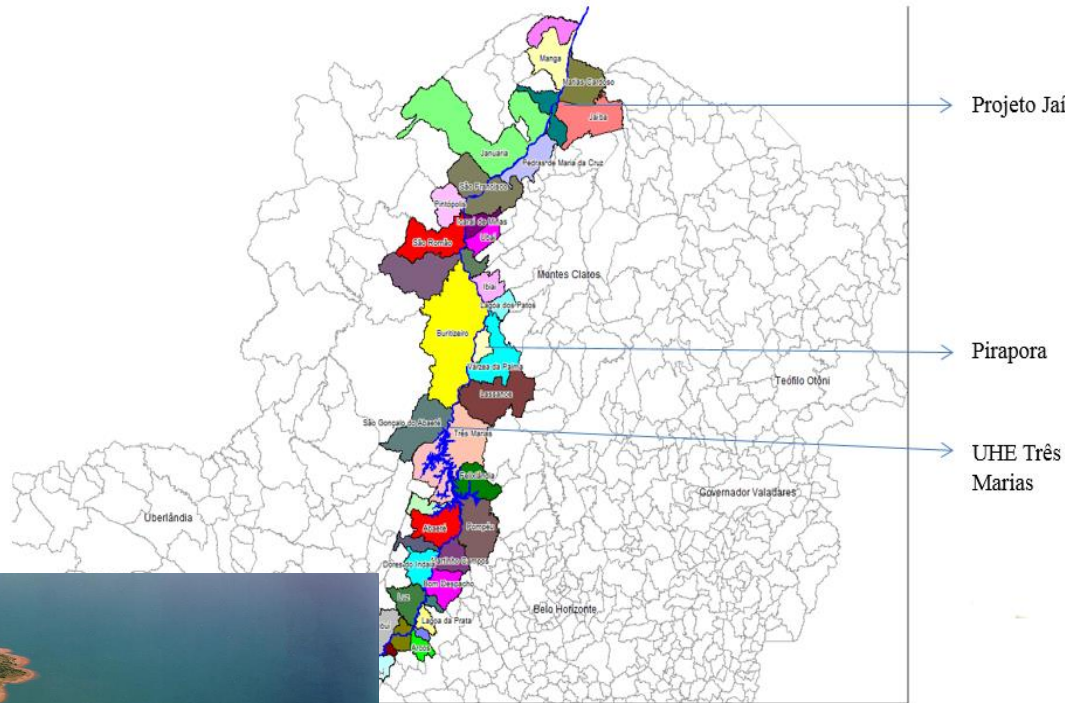 Manga
Matias Cardoso
Projeto Jaí
Jaíba
Januária
Pedras de Maria da Cruz
São Francisco
Pintópolis
Icaraí de Minas
São Romão
Ubaí
Montes Claros
Ibiaí
Lagoa dos Patos
Buritizeiro
Pirapora
Várzea da Palma
Teófilo Otôni
Lassance
São Gonçalo do Abaeté
Três Marias
UHE Três
Marias
Felixlândia
Governador Valadares
Uberlândia
Abaeté
Pompéu
Martinho Campos
Dores do Indaiá
Bom Despacho
Luz
Belo Horizonte
Lagoa da Prata
Arcos